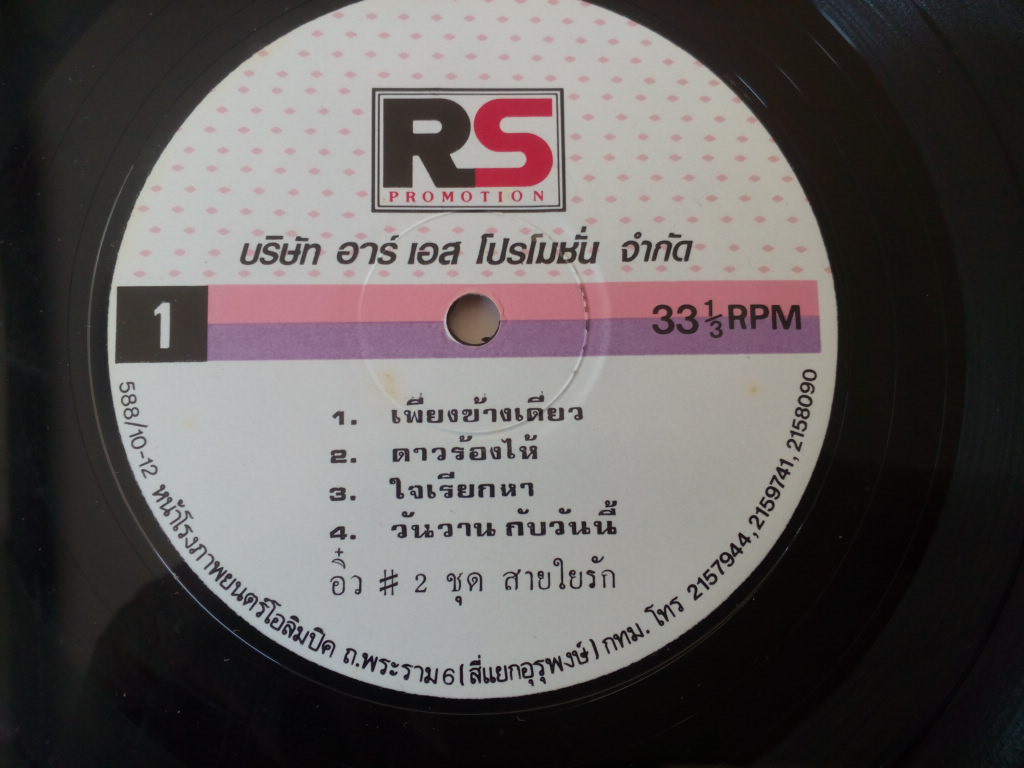 RS
PROMOTION
บริษัท อาร์ เอส โปรโมชั่น จำกัด
1
33 1/3 RPM
1. เพียงข้างเดียว
2. ดาวร้องไห้
3. ใจเรียกหา
4. วันวาน กับวันนี้
อิ๋ว # 2 ชุด สายใยรัก
588/10-12 หน้าโรงภาพยนตร์โอลิมปิค ถ.พระราม 6 (สี่แยกอุรุพงษ์) กทม. โทร 2157944, 2159741, 2158090